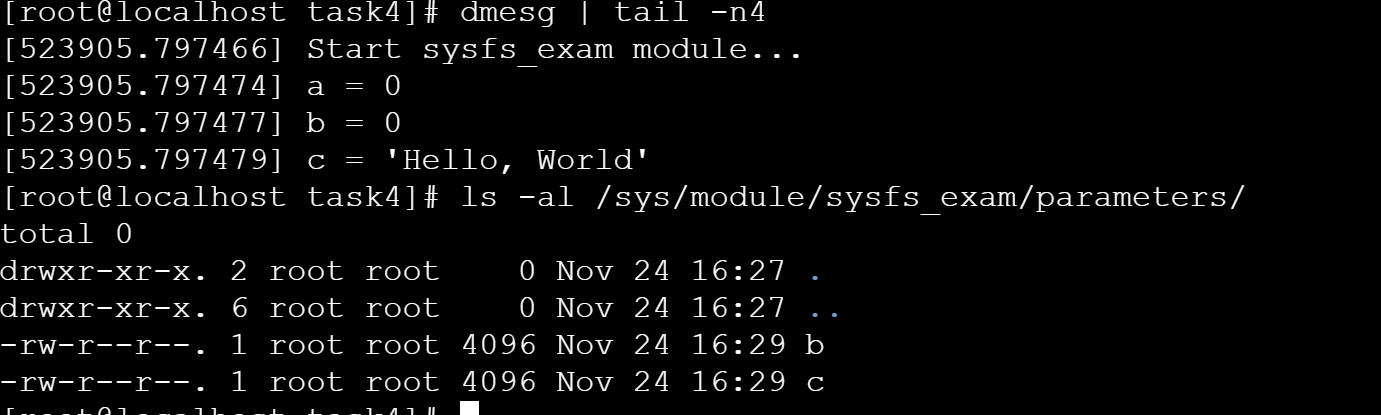 [root@localhost task4]# dmesg | tail -n4
[523905.797466] Start sysfs_exam module...
[523905.797474] a = 0
[523905.797477] b = 0
[523905.797479] c = 'Hello, World'
[root@localhost task4]# ls -al /sys/module/sysfs_exam/parameters/
total 0
drwxr-xr-x. 2 root root    0 Nov 24 16:27 .
drwxr-xr-x. 6 root root    0 Nov 24 16:27 ..
-rw-r--r--. 1 root root 4096 Nov 24 16:29 b
-rw-r--r--. 1 root root 4096 Nov 24 16:29 c
[root@localhost task4]#